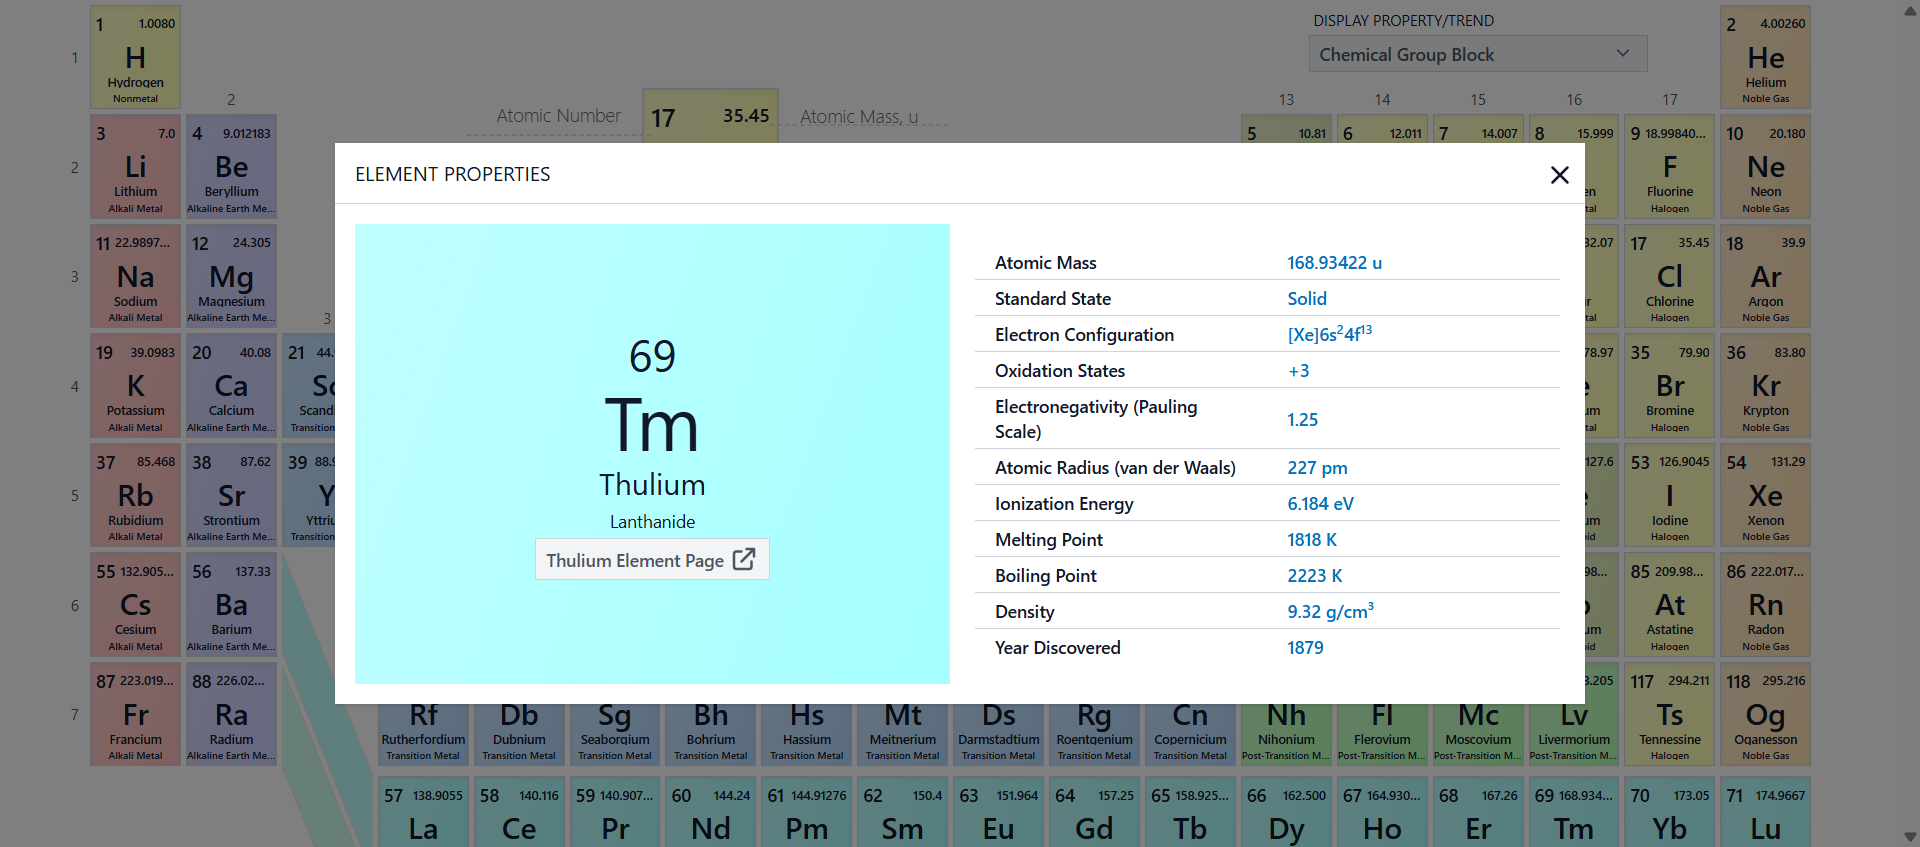 1 1.0080
H
Hydrogen
Nonmetal
1
2
DISPLAY PROPERTY/TREND
Chemical Group Block
2 4.00260
He
Helium
Noble Gas
13 14 15 16 17
Atomic Number
17 35.45
Atomic Mass, u
2
3 7.0
Li
Lithium
Alkali Metal
4 9.012183
Be
Beryllium
Alkaline Earth Me...
5 10.81
6 12.011
7 14.007
8 15.999
9 18.99840...
F
Fluorine
Halogen
10 20.180
Ne
Neon
Noble Gas
ELEMENT PROPERTIES
69
Tm
Thulium
Lanthanide
Thulium Element Page
Atomic Mass 168.93422 u
Standard State Solid
Electron Configuration [Xe]6s²4f¹³
Oxidation States +3
Electronegativity (Pauling
Scale) 1.25
Atomic Radius (van der Waals) 227 pm
Ionization Energy 6.184 eV
Melting Point 1818 K
Boiling Point 2223 K
Density 9.32 g/cm³
Year Discovered 1879
3
11 22.9897...
Na
Sodium
Alkali Metal
12 24.305
Mg
Magnesium
Alkaline Earth Me...
3
17 35.45
Cl
Chlorine
Halogen
18 39.9
Ar
Argon
Noble Gas
4
19 39.0983
K
Potassium
Alkali Metal
20 40.08
Ca
Calcium
Alkaline Earth Me...
21 44.
Sc
Scandi
Transition
35 79.90
Br
Bromine
Halogen
36 83.80
Kr
Krypton
Noble Gas
5
37 85.468
Rb
Rubidium
Alkali Metal
38 87.62
Sr
Strontium
Alkaline Earth Me...
39 88.9
Y
Yttriu
Transition
127.6
53 126.9045
I
Iodine
Halogen
54 131.29
Xe
Xenon
Noble Gas
6
55 132.905...
Cs
Cesium
Alkali Metal
56 137.33
Ba
Barium
Alkaline Earth Me...
85 209.98...
At
Astatine
Halogen
86 222.017...
Rn
Radon
Noble Gas
7
87 223.019...
Fr
Francium
Alkali Metal
88 226.02...
Ra
Radium
Alkaline Earth Me...
Rf
Rutherfordium
Transition Metal
Db
Dubnium
Transition Metal
Sg
Seaborgium
Transition Metal
Bh
Bohrium
Transition Metal
Hs
Hassium
Transition Metal
Mt
Meitnerium
Transition Metal
Ds
Darmstadtium
Transition Metal
Rg
Roentgenium
Transition Metal
Cn
Copernicium
Transition Metal
Nh
Nihonium
Post-Transition M...
Fl
Flerovium
Post-Transition M...
Mc
Moscovium
Post-Transition M...
Lv
Livermorium
Post-Transition M...
117 294.211
Ts
Tennessine
Halogen
118 295.216
Og
Oganesson
Noble Gas
57 138.9055
La
58 140.116
Ce
59 140.907...
Pr
60 144.24
Nd
61 144.91276
Pm
62 150.4
Sm
63 151.964
Eu
64 157.25
Gd
65 158.925...
Tb
66 162.500
Dy
67 164.930...
Ho
68 167.26
Er
69 168.934...
Tm
70 173.05
Yb
71 174.9667
Lu